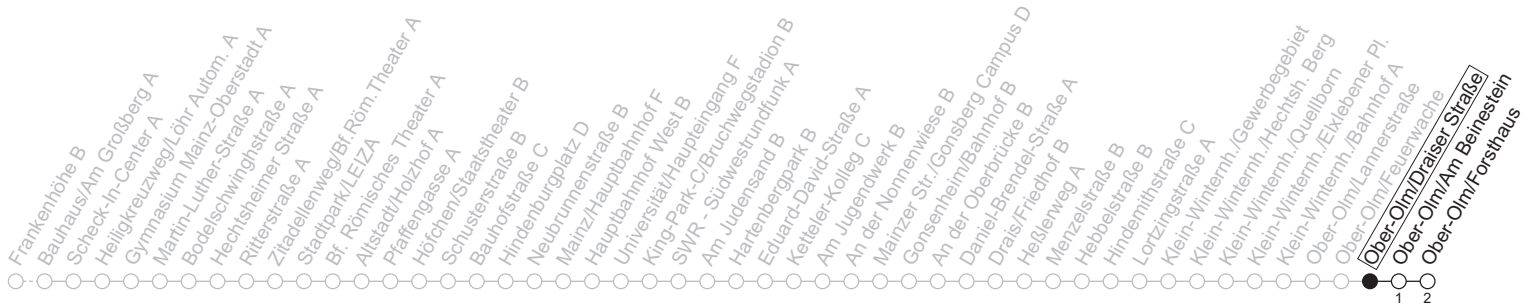 Frankenhöhe B
Bauhaus/Am Großberg A
Scheck-In-Center A
Heiligkreuzweg/Löhr Autom. A
Gymnasium Mainz-Oberstadt A
Martin-Luther-Straße A
Bodelschwinghstraße A
Hechtsheimer Straße A
Ritterstraße A
Zitadellenweg/Bf.Röm.Theater A
Stadtpark/LEIZA
Bf. Römisches Theater A
Altstadt/Holzhof A
Pfaffengasse A
Höfchen/Staatstheater B
Schusterstraße B
Bauhofstraße C
Hindenburgplatz D
Neubrunnenstraße B
Mainz/Hauptbahnhof F
Hauptbahnhof West B
Universität/Haupteingang F
King-Park-C/Bruchwegstadion B
SWR - Südwestrundfunk A
Am Judensand B
Hartenbergpark B
Eduard-David-Straße A
Ketteler-Kolleg C
Am Jugendwerk B
An der Nonnenwiese B
Mainzer Str./Gonsberg Campus D
Gonsenheim/Bahnhof B
An der Oberbrücke B
Daniel-Brendel-Straße A
Drais/Friedhof B
Heßlerweg A
Menzelstraße B
Hebbelstraße B
Hindemithstraße C
Lortzingstraße A
Klein-Winternh./Gewerbegebiet
Klein-Winternh./Hechtsh. Berg
Klein-Winternh./Quellborn
Klein-Winternh./Elxlebener Pl.
Klein-Winternh./Bahnhof A
Ober-Olm/Lannerstraße
Ober-Olm/Feuerwache
Ober-Olm/Draiser Straße
Ober-Olm/Am Beinestein
Ober-Olm/Forsthaus
1 2